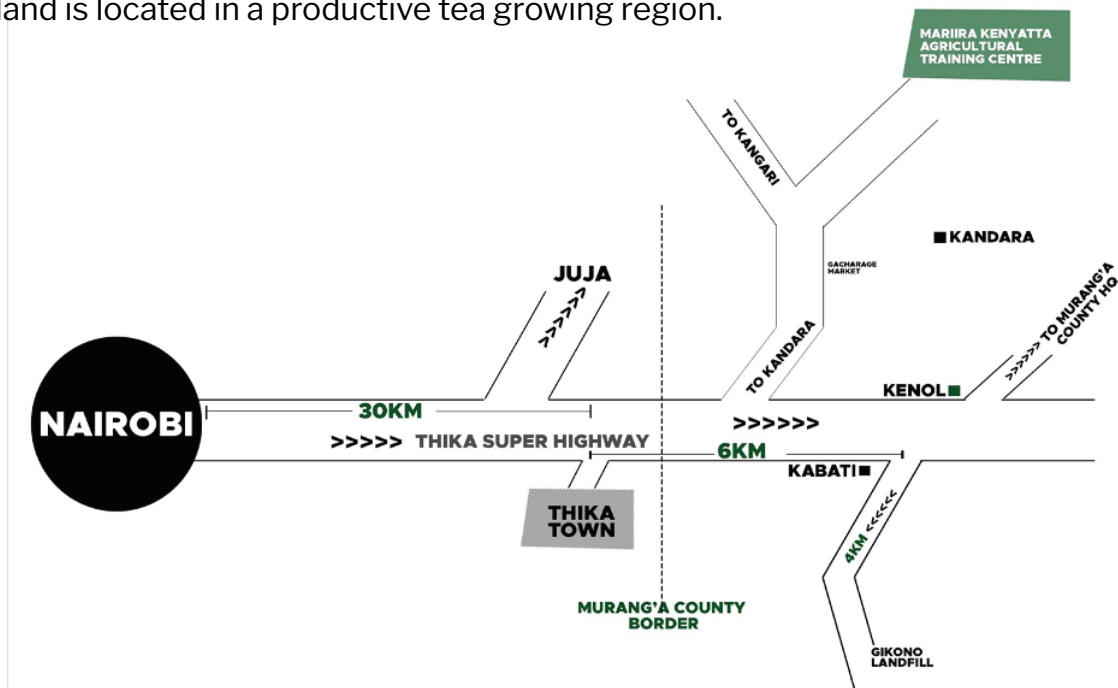 land is located in a productive tea growing region.
MARIIRA KENYATTA
AGRICULTURAL
TRAINING CENTRE
TO KANGARI
KANDARA
GACHARAGE
MARKET
JUJA
>>>>>
>>>>>> TO MURANG'A
COUNTY HQ
TO KANDARA
KENOL
NAIROBI
30KM
>>>>>>
>>>>> THIKA SUPER HIGHWAY
6KM
KABATI
THIKA
TOWN
4KM <<<<<<
MURANG'A COUNTY
BORDER
GIKONO
LANDFILL